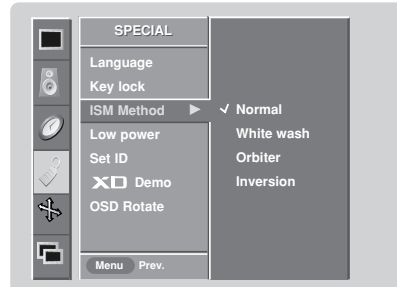 SPECIAL
Language
Key lock
ISM Method ▶
✓ Normal
Low power
White wash
Set ID
Orbiter
XD Demo
Inversion
OSD Rotate
Menu Prev.